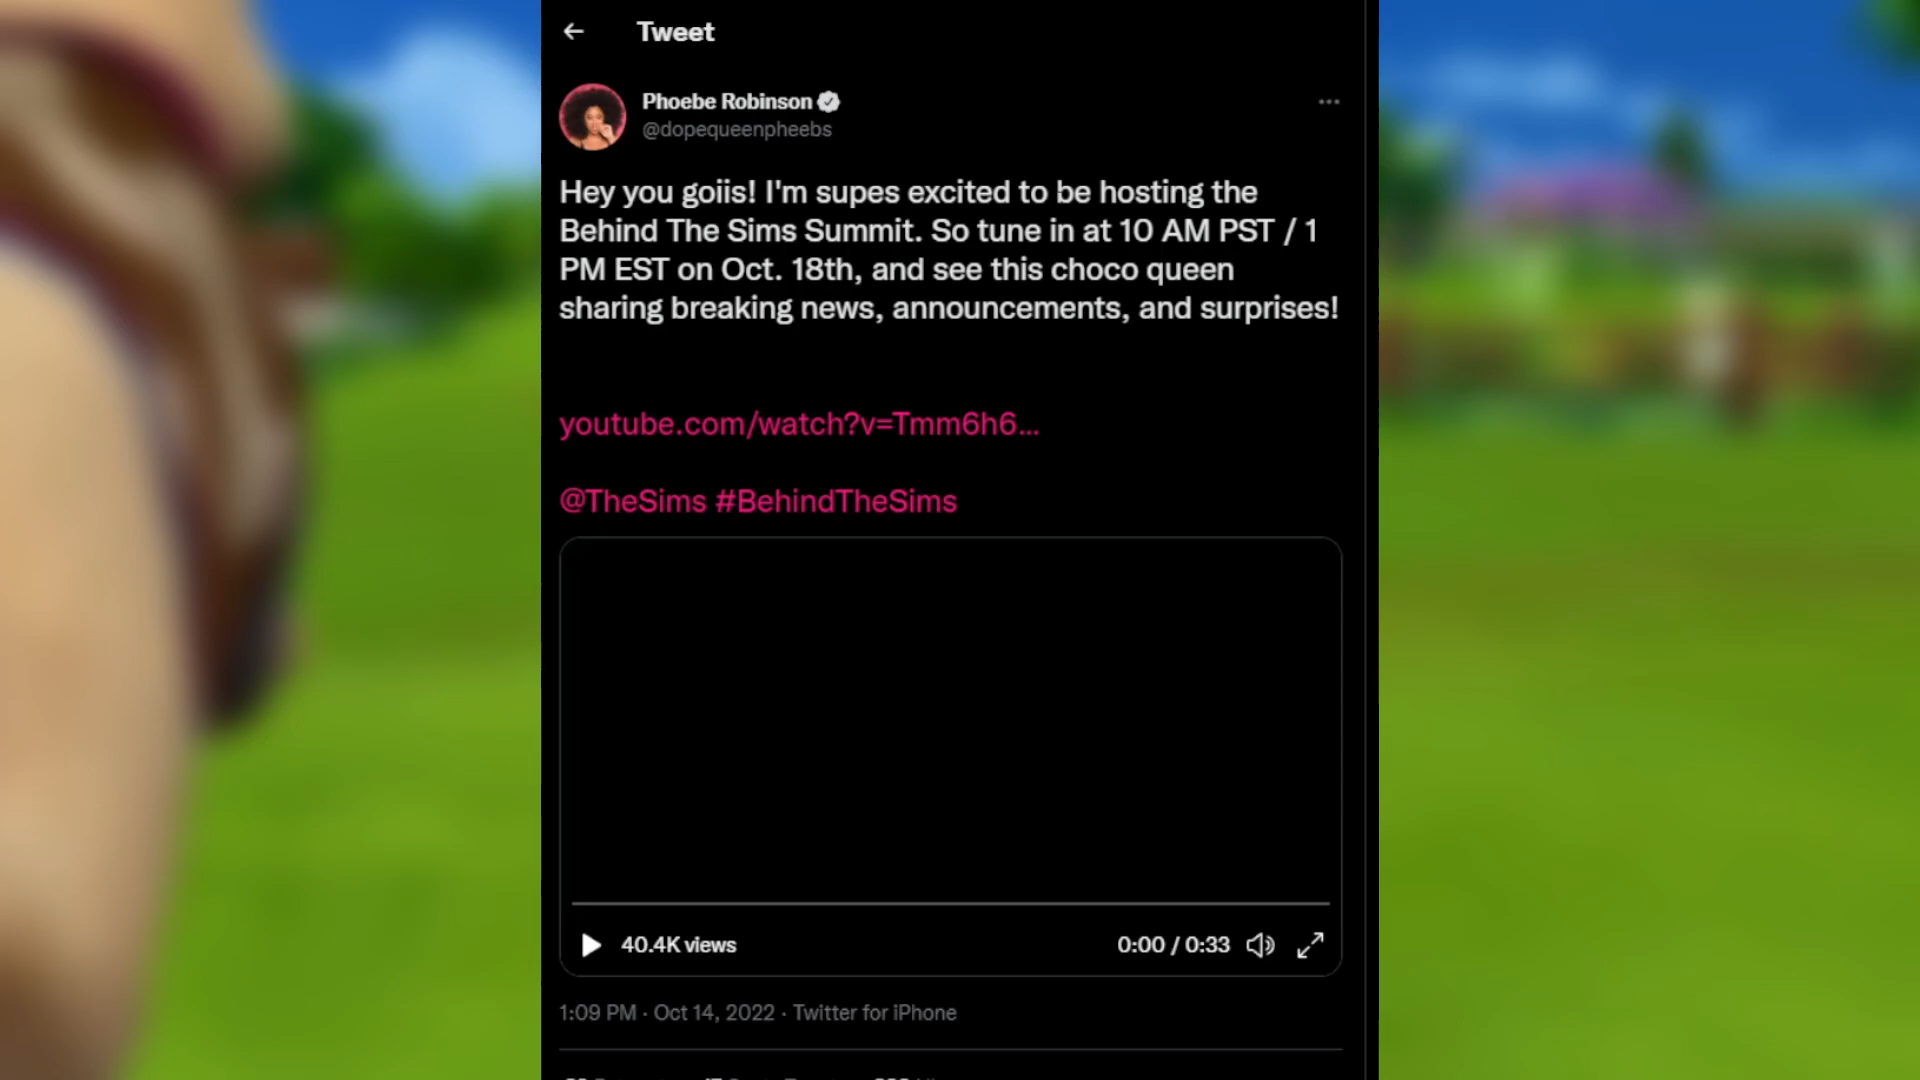 Tweet
Phoebe Robinson
@dopequeenpheebs
Hey you goiis! I'm supes excited to be hosting the
Behind The Sims Summit. So tune in at 10 AM PST / 1
PM EST on Oct. 18th, and see this choco queen
sharing breaking news, announcements, and surprises!
youtube.com/watch?v=Tmm6h6...
@TheSims #BehindTheSims
40.4K views
0:00 / 0:33
1:09 PM · Oct 14, 2022 · Twitter for iPhone